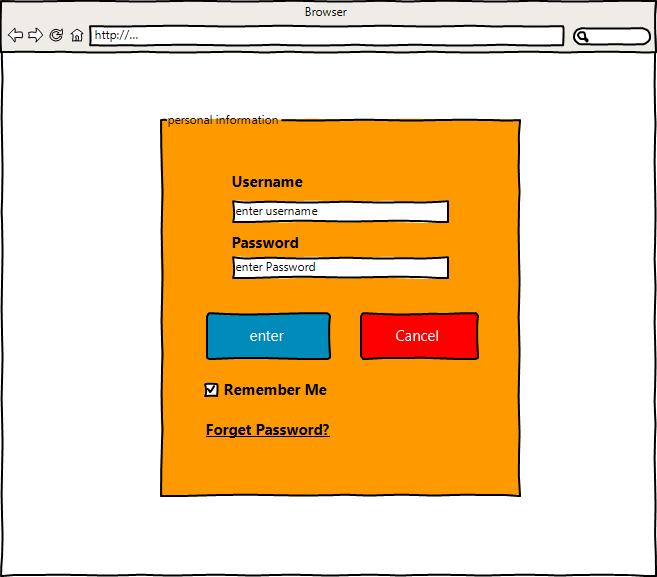 Browser
http://...
personal information
Username
enter username
Password
enter Password
enter
Cancel
Remember Me
Forget Password?